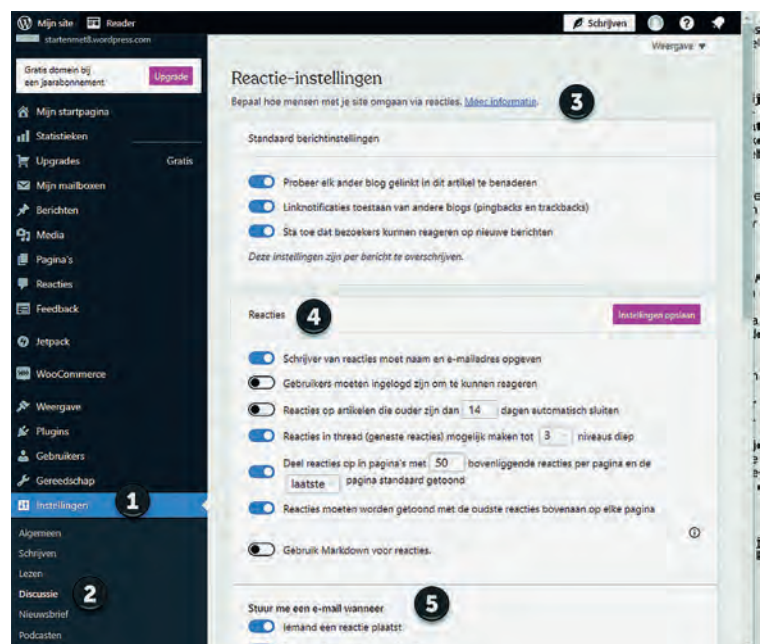 Mijn site Reader Schrijven
startenmet8.wordpress.com
Weergave
Gratis domein bij
een jaarabonnement
Upgrade
Mijn startpagina
Statistieken
Upgrades Gratis
Mijn mailboxen
Berichten
Media
Pagina's
Reacties
Feedback
Jetpack
WooCommerce
Weergave
Plugins
Gebruikers
Gereedschap
Instellingen 1
Algemeen
Schrijven
Lezen
Discussie 2
Nieuwsbrief
Podcasten
Reactie-instellingen
Bepaal hoe mensen met je site omgaan via reacties. Meer informatie. 3
Standaard berichtinstellingen
Probeer elk ander blog gelinkt in dit artikel te benaderen
Linknotificaties toestaan van andere blogs (pingbacks en trackbacks)
Sta toe dat bezoekers kunnen reageren op nieuwe berichten
Deze instellingen zijn per bericht te overschrijven.
Reacties 4 Instellingen opslaan
Schrijver van reacties moet naam en e-mailadres opgeven
Gebruikers moeten ingelogd zijn om te kunnen reageren
Reacties op artikelen die ouder zijn dan 14 dagen automatisch sluiten
Reacties in thread (geneste reacties) mogelijk maken tot 3 niveaus diep
Deel reacties op in pagina's met 50 bovenliggende reacties per pagina en de
laatste pagina standaard getoond
Reacties moeten worden getoond met de oudste reacties bovenaan op elke pagina
Gebruik Markdown voor reacties.
Stuur me een e-mail wanneer 5
Iemand een reactie plaatst